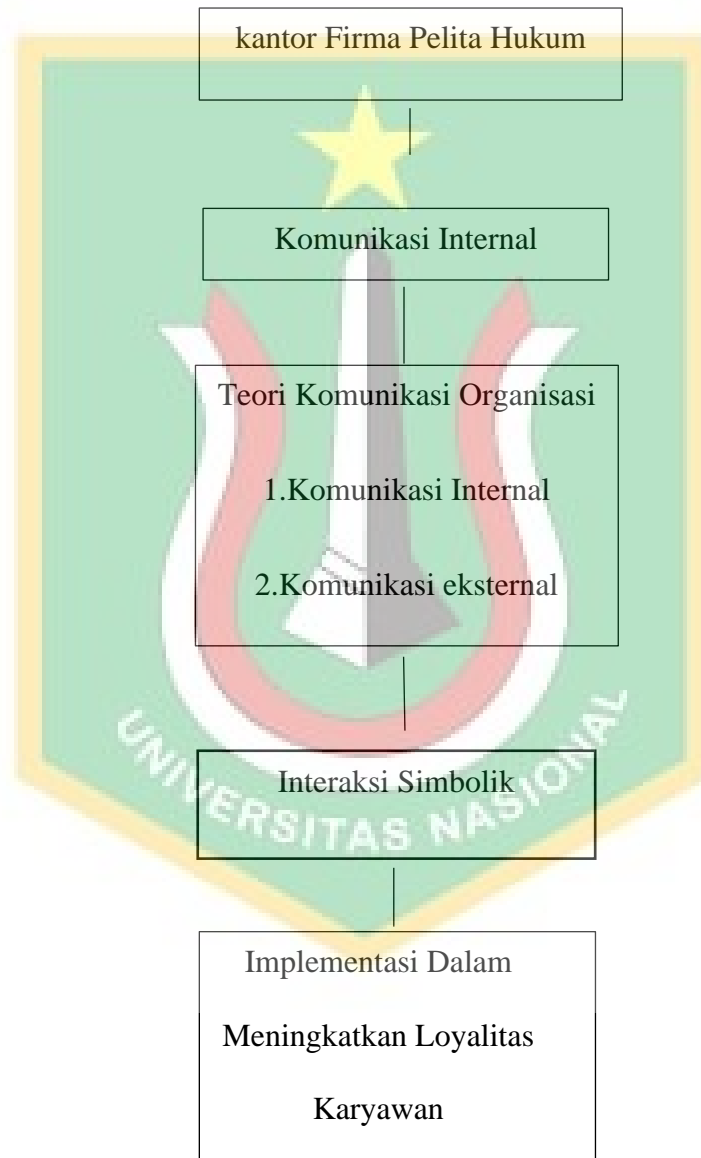 kantor Firma Pelita Hukum
Komunikasi Internal
Teori Komunikasi Organisasi
1.Komunikasi Internal
2.Komunikasi eksternal
Interaksi Simbolik
UNIVERSITAS NASIONAL
Implementasi Dalam
Meningkatkan Loyalitas
Karyawan